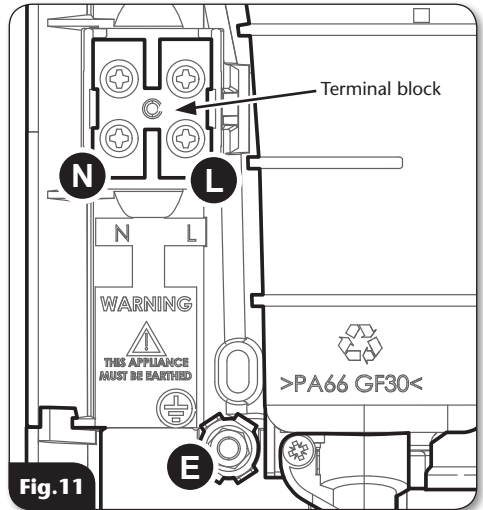 Terminal block
N L
N L
WARNING
THIS APPLIANCE
MUST BE EARTHED
>PA66 GF30<
E
Fig.11